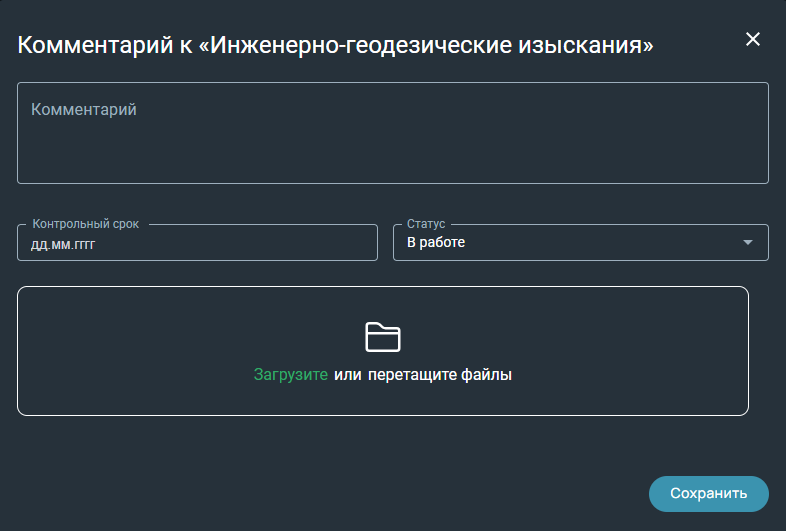 Комментарий к «Инженерно-геодезические изыскания»
Комментарий
Контрольный срок
дд.мм.гггг
Статус
В работе
Загрузите или перетащите файлы
Сохранить